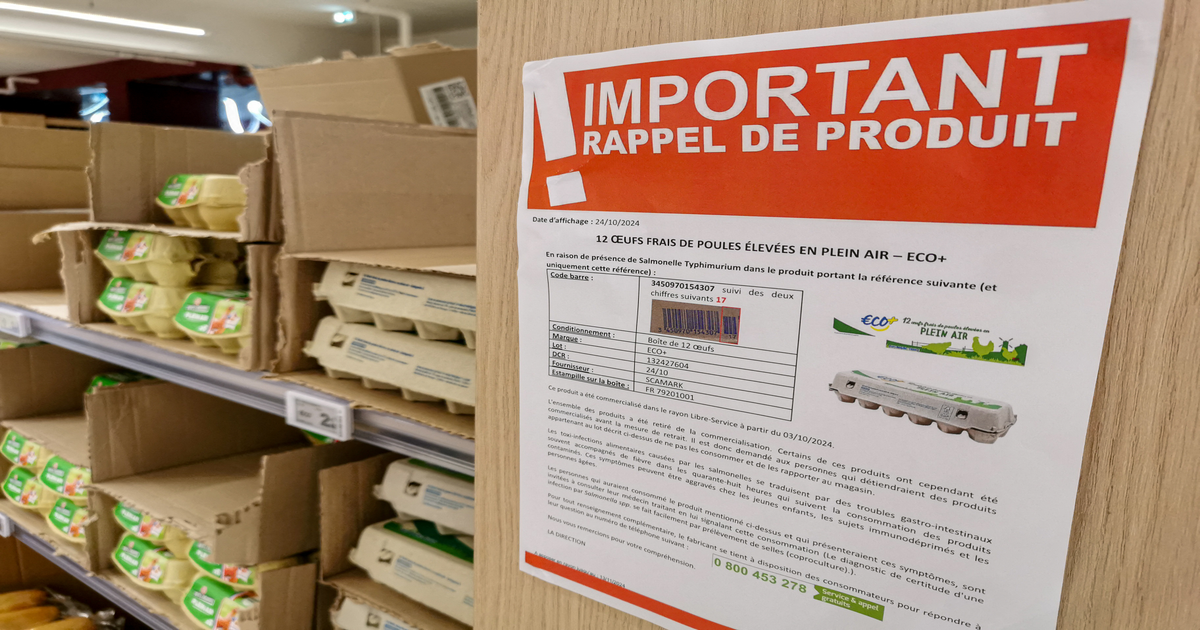 !
IMPORTANT
RAPPEL DE PRODUIT
Date d'affichage : 24/10/2024
12 ŒUFS FRAIS DE POULES ÉLEVÉES EN PLEIN AIR – ECO+
En raison de présence de Salmonelle Typhimurium dans le produit portant la référence suivante (et
uniquement cette référence) :
Code barre : 3450970154307 suivi des deux
chiffres suivants 17
Conditionnement : Boîte de 12 œufs
Marque : ECO+
Lot : 132427604
DCR : 24/10
Fournisseur : SCAMARK
Estampille sur la boîte : FR 79201001
€CO+ 12 œufs frais de poules élevées en
PLEIN AIR
Ce produit a été commercialisé dans le rayon Libre-Service à partir du 03/10/2024.
L'ensemble des produits a été retiré de la commercialisation. Certains de ces produits ont cependant été
commercialisés avant la mesure de retrait. Il est donc demandé aux personnes qui détiendraient des produits
appartenant au lot décrit ci-dessus de ne pas les consommer et de les rapporter au magasin.
Les toxi-infections alimentaires causées par les salmonelles se traduisent par des troubles gastro-intestinaux
souvent accompagnés de fièvre dans les quarante-huit heures qui suivent la consommation des produits
contaminés. Ces symptômes peuvent être aggravés chez les jeunes enfants, les sujets immunodéprimés et les
personnes âgées.
Les personnes qui auraient consommé le produit mentionné ci-dessus et qui présenteraient ces symptômes, sont
invitées à consulter leur médecin traitant en lui signalant cette consommation (Le diagnostic de certitude d'une
infection par Salmonella spp. se fait facilement par prélèvement de selles (coproculture).).
Pour tout renseignement complémentaire, le fabricant se tient à disposition des consommateurs pour répondre à
leur question au numéro de téléphone suivant :
0 800 453 278 Service & appel
gratuits
Nous vous remercions pour votre compréhension.
LA DIRECTION